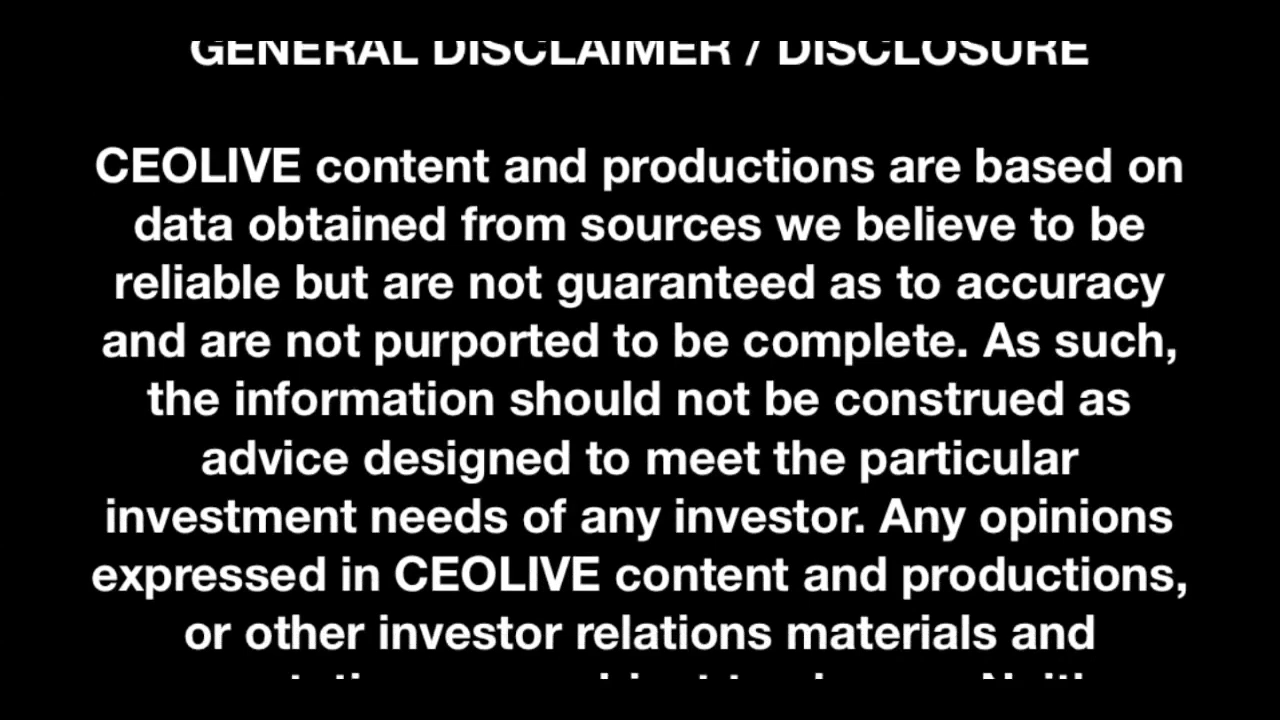 GENERAL DISCLAIMER / DISCLOSURE
CEOLIVE content and productions are based on
data obtained from sources we believe to be
reliable but are not guaranteed as to accuracy
and are not purported to be complete. As such,
the information should not be construed as
advice designed to meet the particular
investment needs of any investor. Any opinions
expressed in CEOLIVE content and productions,
or other investor relations materials and